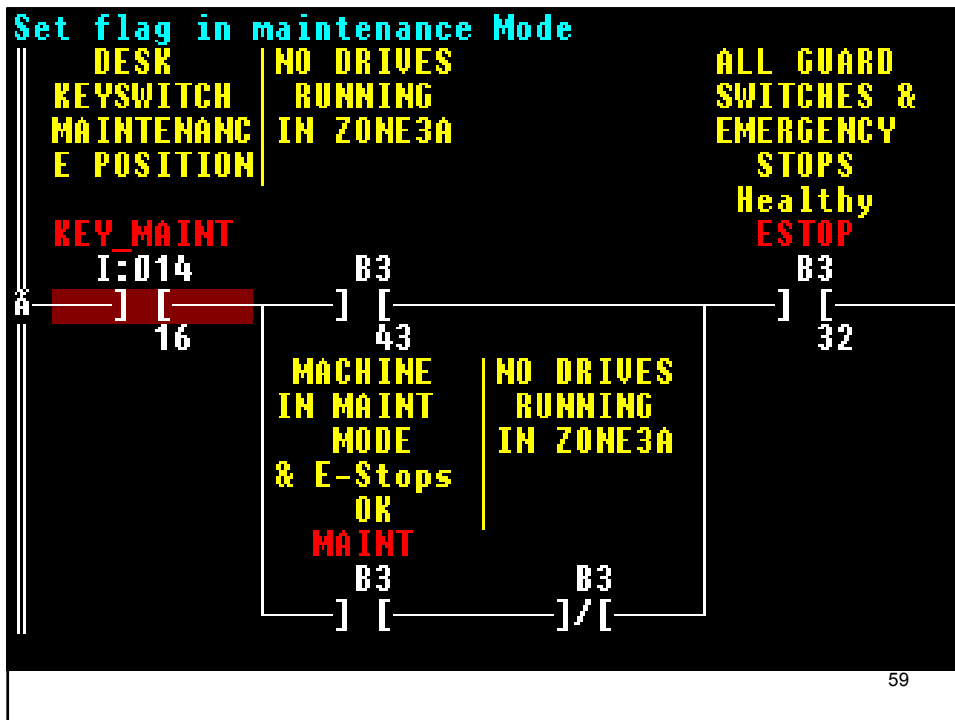 Set flag in maintenance Mode
DESK NO DRIVES ALL GUARD
KEYSWITCH RUNNING SWITCHES &
MAINTENANC IN ZONE3A EMERGENCY
E POSITION STOPS
Healthy
KEY_MAINT ESTOP
I:014 B3 B3
A ] [ ] [ ] [
16 43 32
MACHINE NO DRIVES
IN MAINT RUNNING
MODE IN ZONE3A
& E-Stops
OK
MAINT
B3 B3
] [ ]/[
59